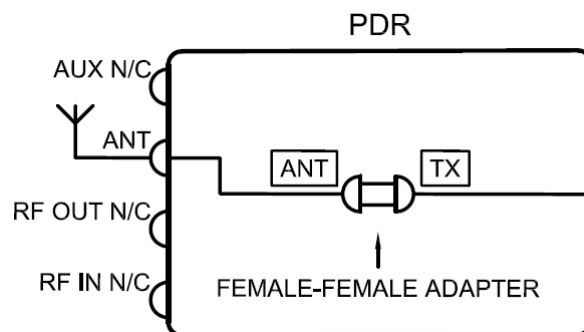 PDR
AUX N/C
ANT
ANT
TX
RF OUT N/C
RF IN N/C
FEMALE-FEMALE ADAPTER